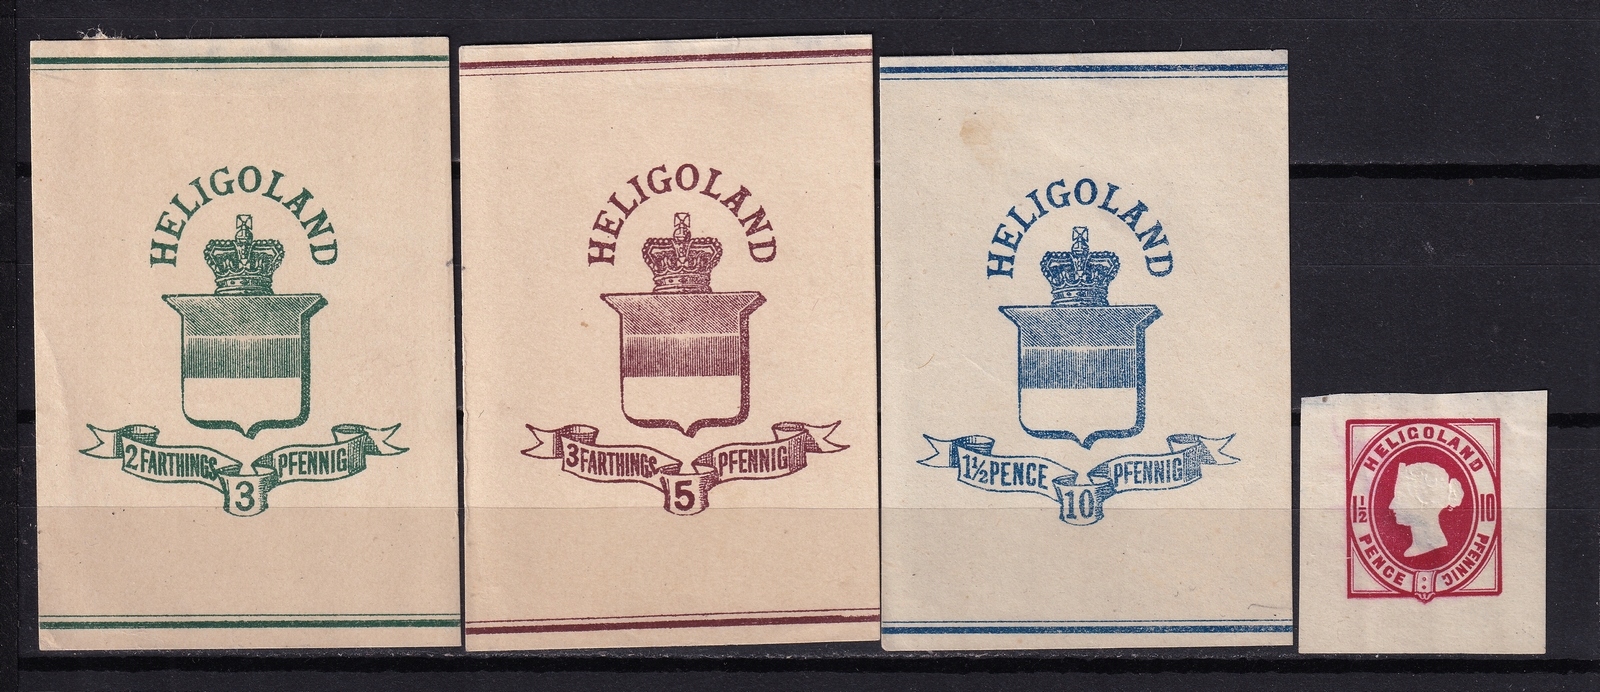 HELIGOLAND
2 FARTHINGS 3 PFENNIG
HELIGOLAND
3 FARTHINGS 5 PFENNIG
HELIGOLAND
1½ PENCE 10 PFENNIG
HELIGOLAND
1½ 10
PENCE PFENNIG